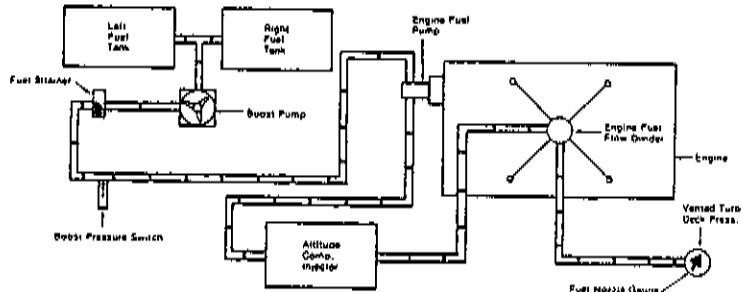 Left
Fuel
Tank
Right
Fuel
Tank
Engine Fuel
Pump
Fuel Strainer
Boost Pump
Engine Fuel
Flow Divider
Engine
Boost Pressure Switch
Altitude
Comp.
Injector
Vented Turbo
Deck Press.
Fuel Nozzle Gauge